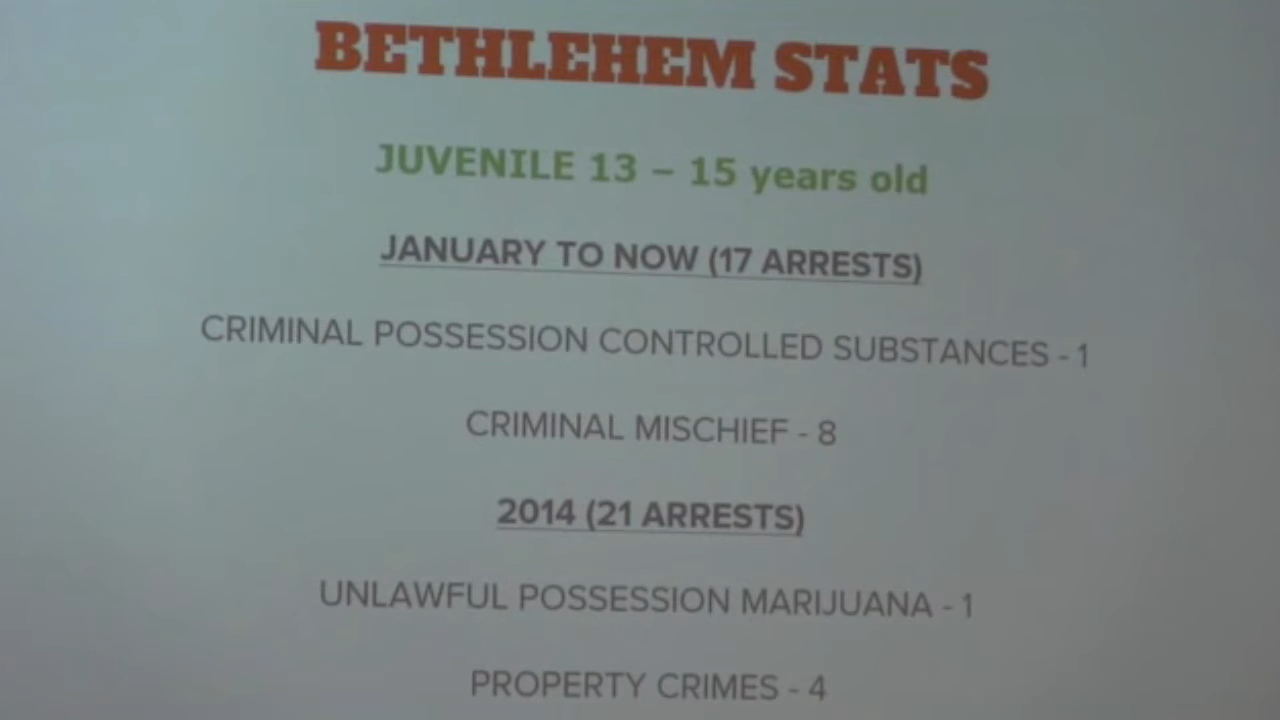 BETHLEHEM STATS
JUVENILE 13 – 15 years old
JANUARY TO NOW (17 ARRESTS)
CRIMINAL POSSESSION CONTROLLED SUBSTANCES - 1
CRIMINAL MISCHIEF - 8
2014 (21 ARRESTS)
UNLAWFUL POSSESSION MARIJUANA - 1
PROPERTY CRIMES - 4